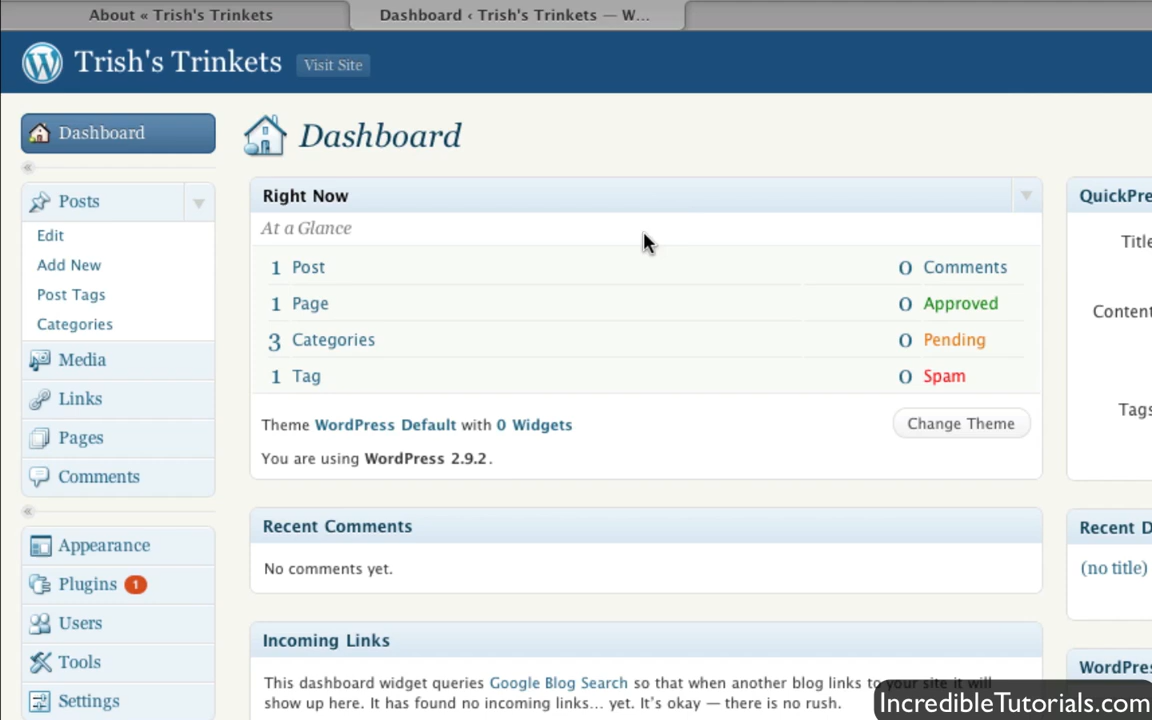 About « Trish's Trinkets
Dashboard ‹ Trish's Trinkets — W...
Trish's Trinkets
Visit Site
Dashboard
Posts
Edit
Add New
Post Tags
Categories
Media
Links
Pages
Comments
Appearance
Plugins 1
Users
Tools
Settings
Dashboard
Right Now
At a Glance
1 Post 0 Comments
1 Page 0 Approved
3 Categories 0 Pending
1 Tag 0 Spam
Theme WordPress Default with 0 Widgets Change Theme
You are using WordPress 2.9.2.
Recent Comments
No comments yet.
Incoming Links
This dashboard widget queries Google Blog Search so that when another blog links to your site it will
show up here. It has found no incoming links... yet. It's okay — there is no rush.
QuickPre
Title
Content
Tags
Recent D
(no title)
WordPres
IncredibleTutorials.com